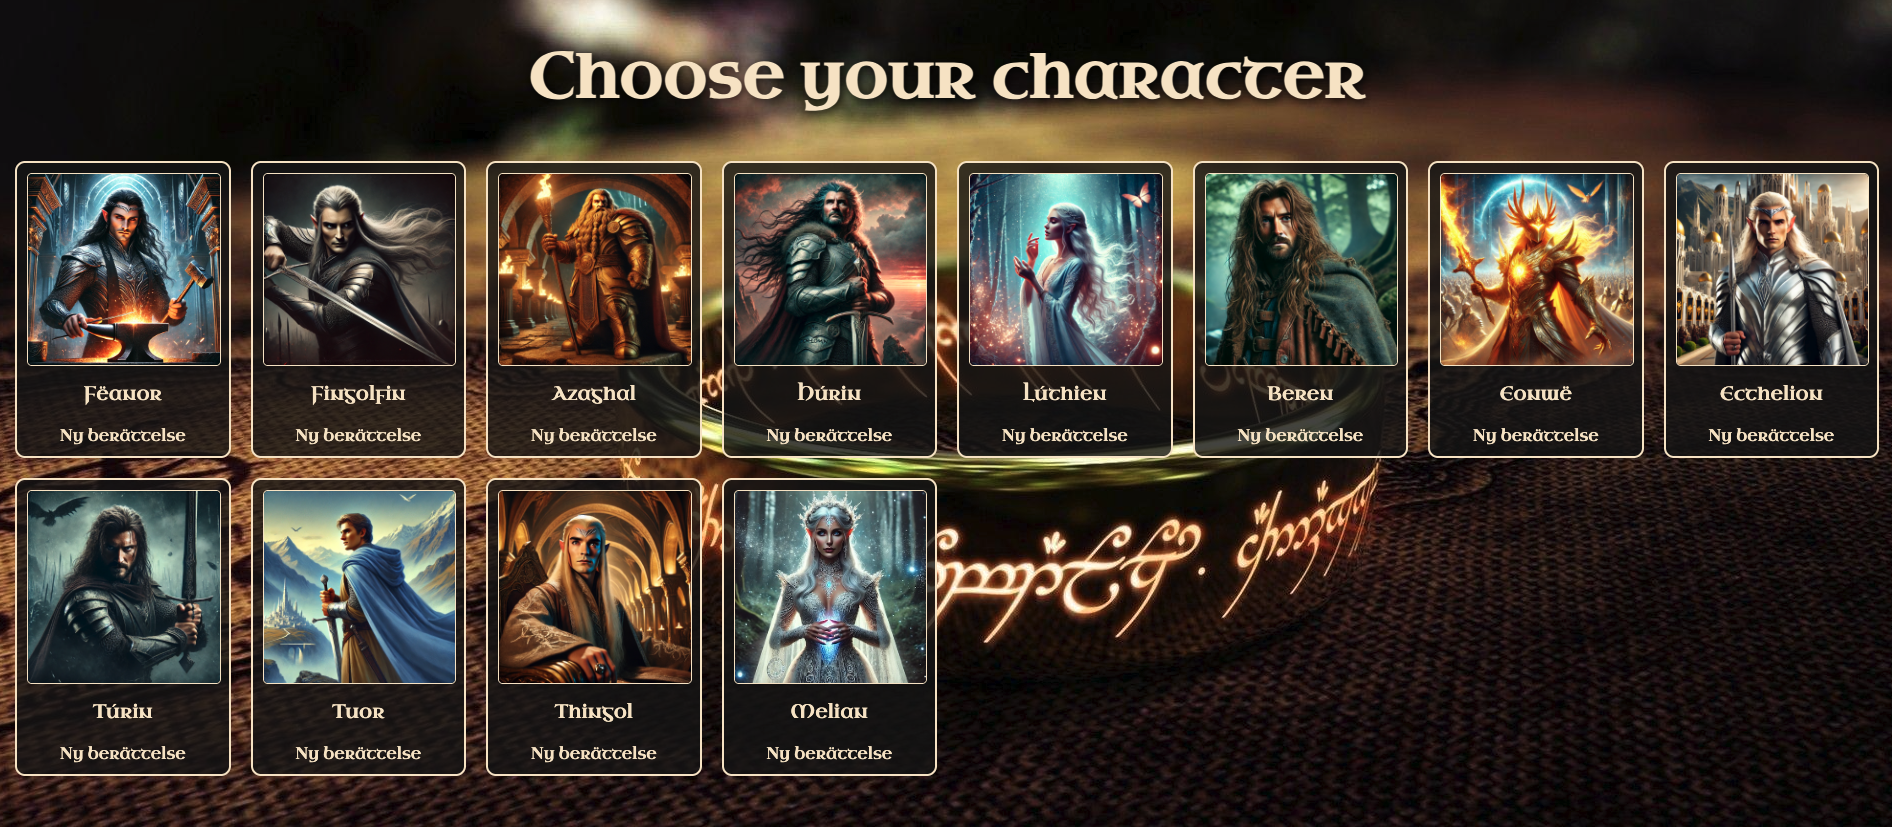 Choose your character
Fëanor
Ny berättelse
Fingolfin
Ny berättelse
Azaghal
Ny berättelse
Húrin
Ny berättelse
Lúthien
Ny berättelse
Beren
Ny berättelse
Eonwë
Ny berättelse
Ecthelion
Ny berättelse
Túrin
Ny berättelse
Tuor
Ny berättelse
Thingol
Ny berättelse
Melian
Ny berättelse